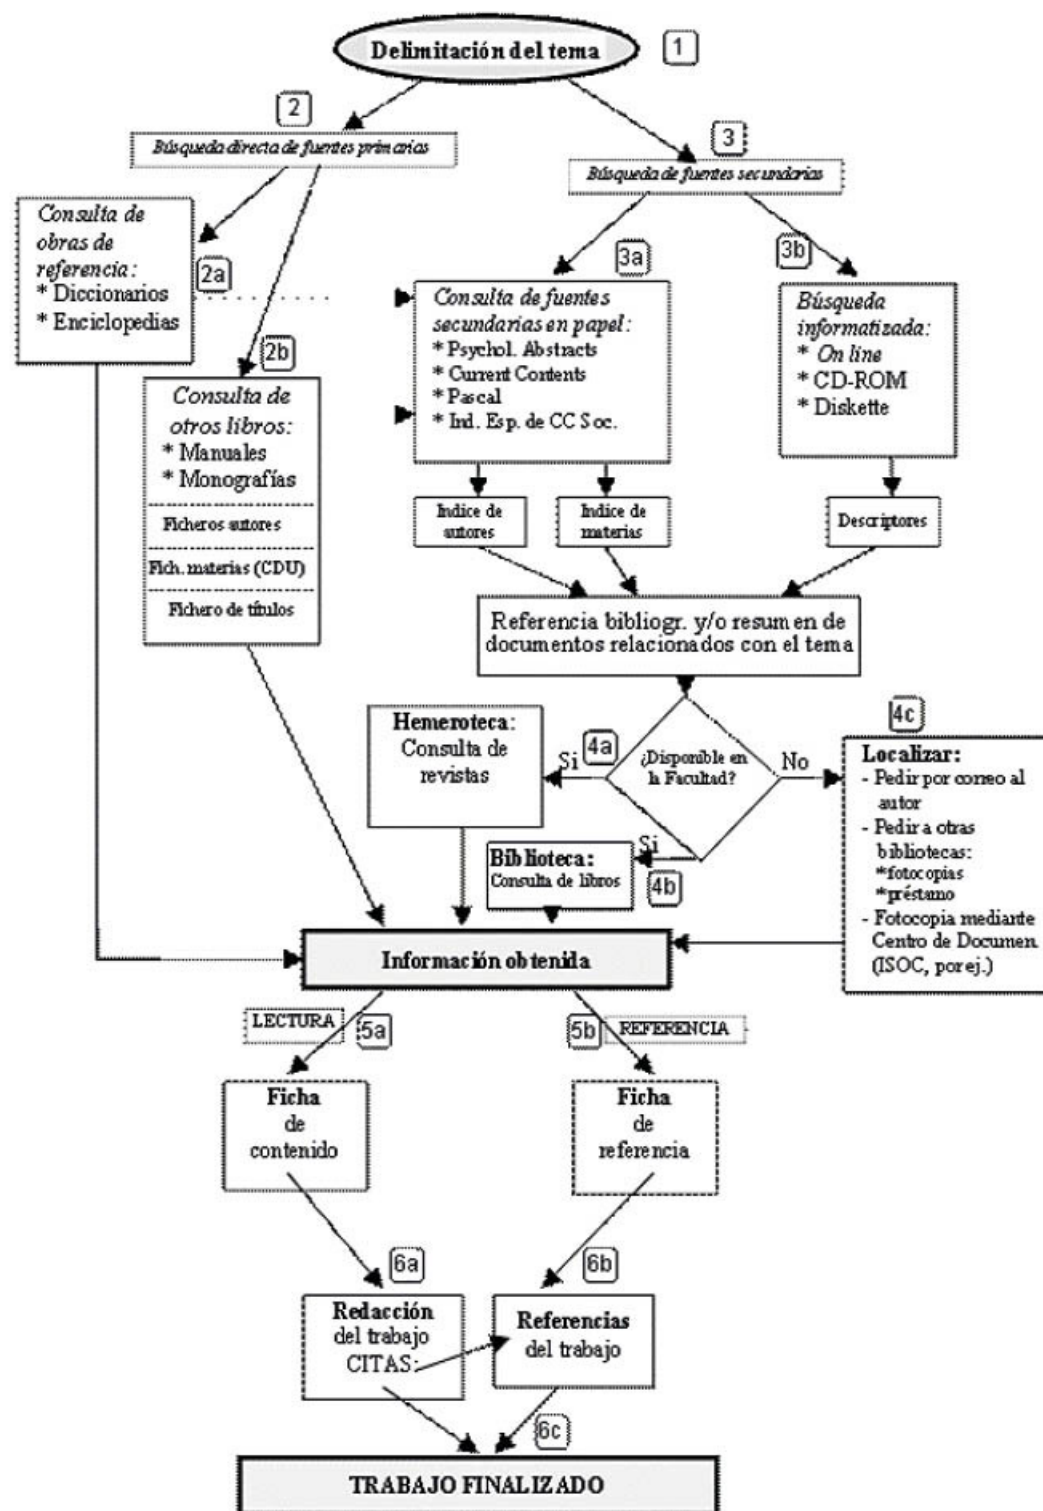 Delimitación del tema
1
2
Búsqueda directa de fuentes primarias
3
Búsqueda de fuentes secundarias
Consulta de
obras de
referencia:
* Diccionarios
* Enciclopedias
2a
2b
Consulta de
otros libros:
* Manuales
* Monografías
Ficheros autores
Fich. materias (CDU)
Fichero de títulos
3a
Consulta de fuentes
secundarias en papel:
* Psychol. Abstracts
* Current Contents
* Pascal
* Ind. Esp. de CC Soc.
3b
Búsqueda
informatizada:
* On line
* CD-ROM
* Diskette
Indice de
autores
Indice de
materias
Descriptores
Referencia bibliogr. y/o resumen de
documentos relacionados con el tema
¿Disponible en
la Facultad?
Si
4a
Hemeroteca:
Consulta de
revistas
Si
4b
Biblioteca:
Consulta de libros
No
4c
Localizar:
- Pedir por correo al
autor
- Pedir a otras
bibliotecas:
*fotocopias
*préstamo
- Fotocopia mediante
Centro de Documen.
(ISOC, por ej.)
Información obtenida
LECTURA
5a
5b
REFERENCIA
Ficha
de
contenido
Ficha
de
referencia
6a
6b
Redacción
del trabajo
CITAS:
Referencias
del trabajo
6c
TRABAJO FINALIZADO